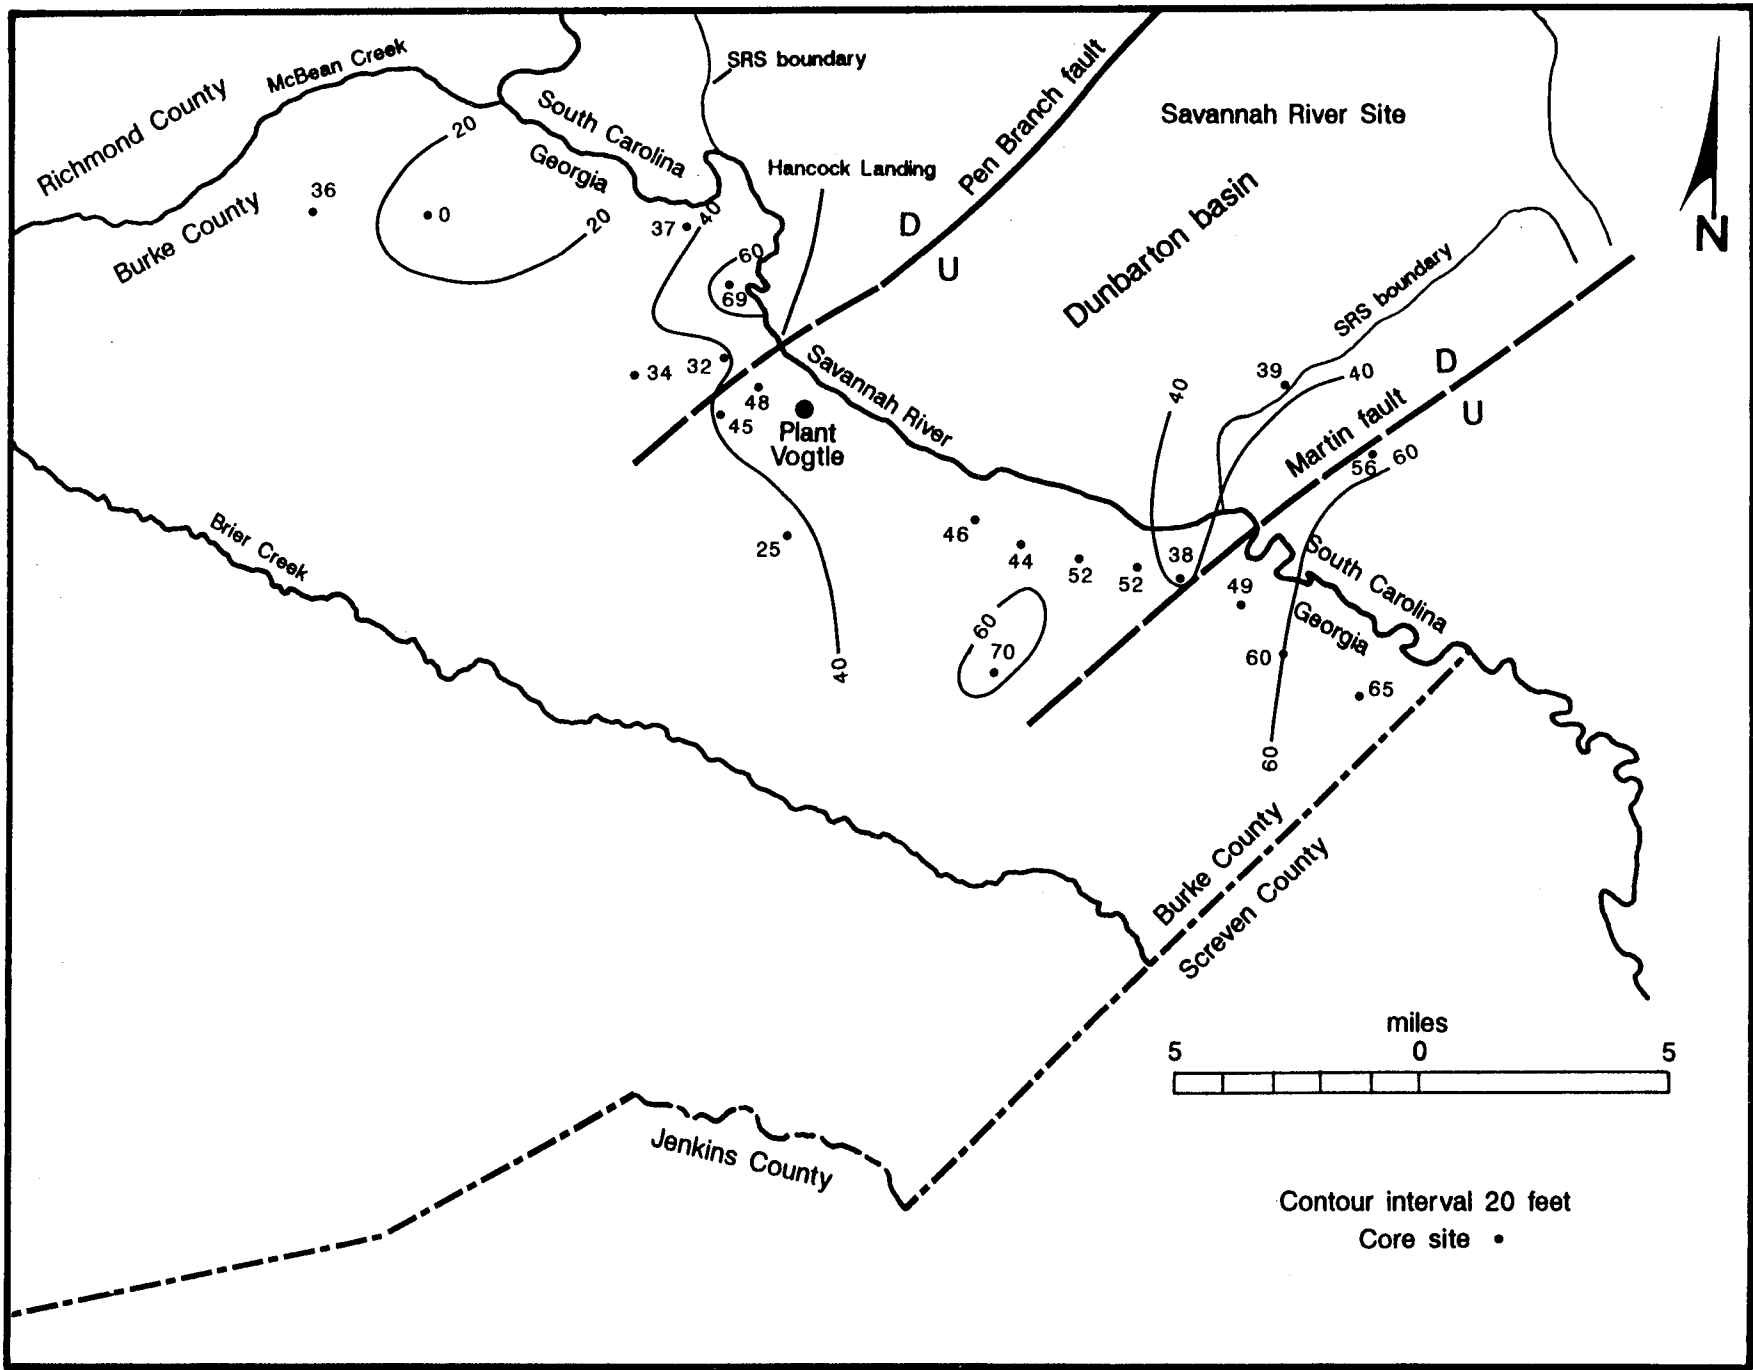 SRS boundary
McBean Creek
Richmond County
Pen Branch fault
Savannah River Site
South Carolina
20
Georgia
Hancock Landing
36
Dunbarton basin
0
Burke County
20
37
40
D
N
U
60
SRS boundary
69
Savannah River
32
34
39
40
D
40
48
Martin fault
U
45
Plant
Vogtle
56
60
Brier Creek
46
25
44
52
52
38
South Carolina
49
Georgia
60
70
60
40
65
60
Burke County
Screven County
miles
5 0 5
Jenkins County
Contour interval 20 feet
Core site